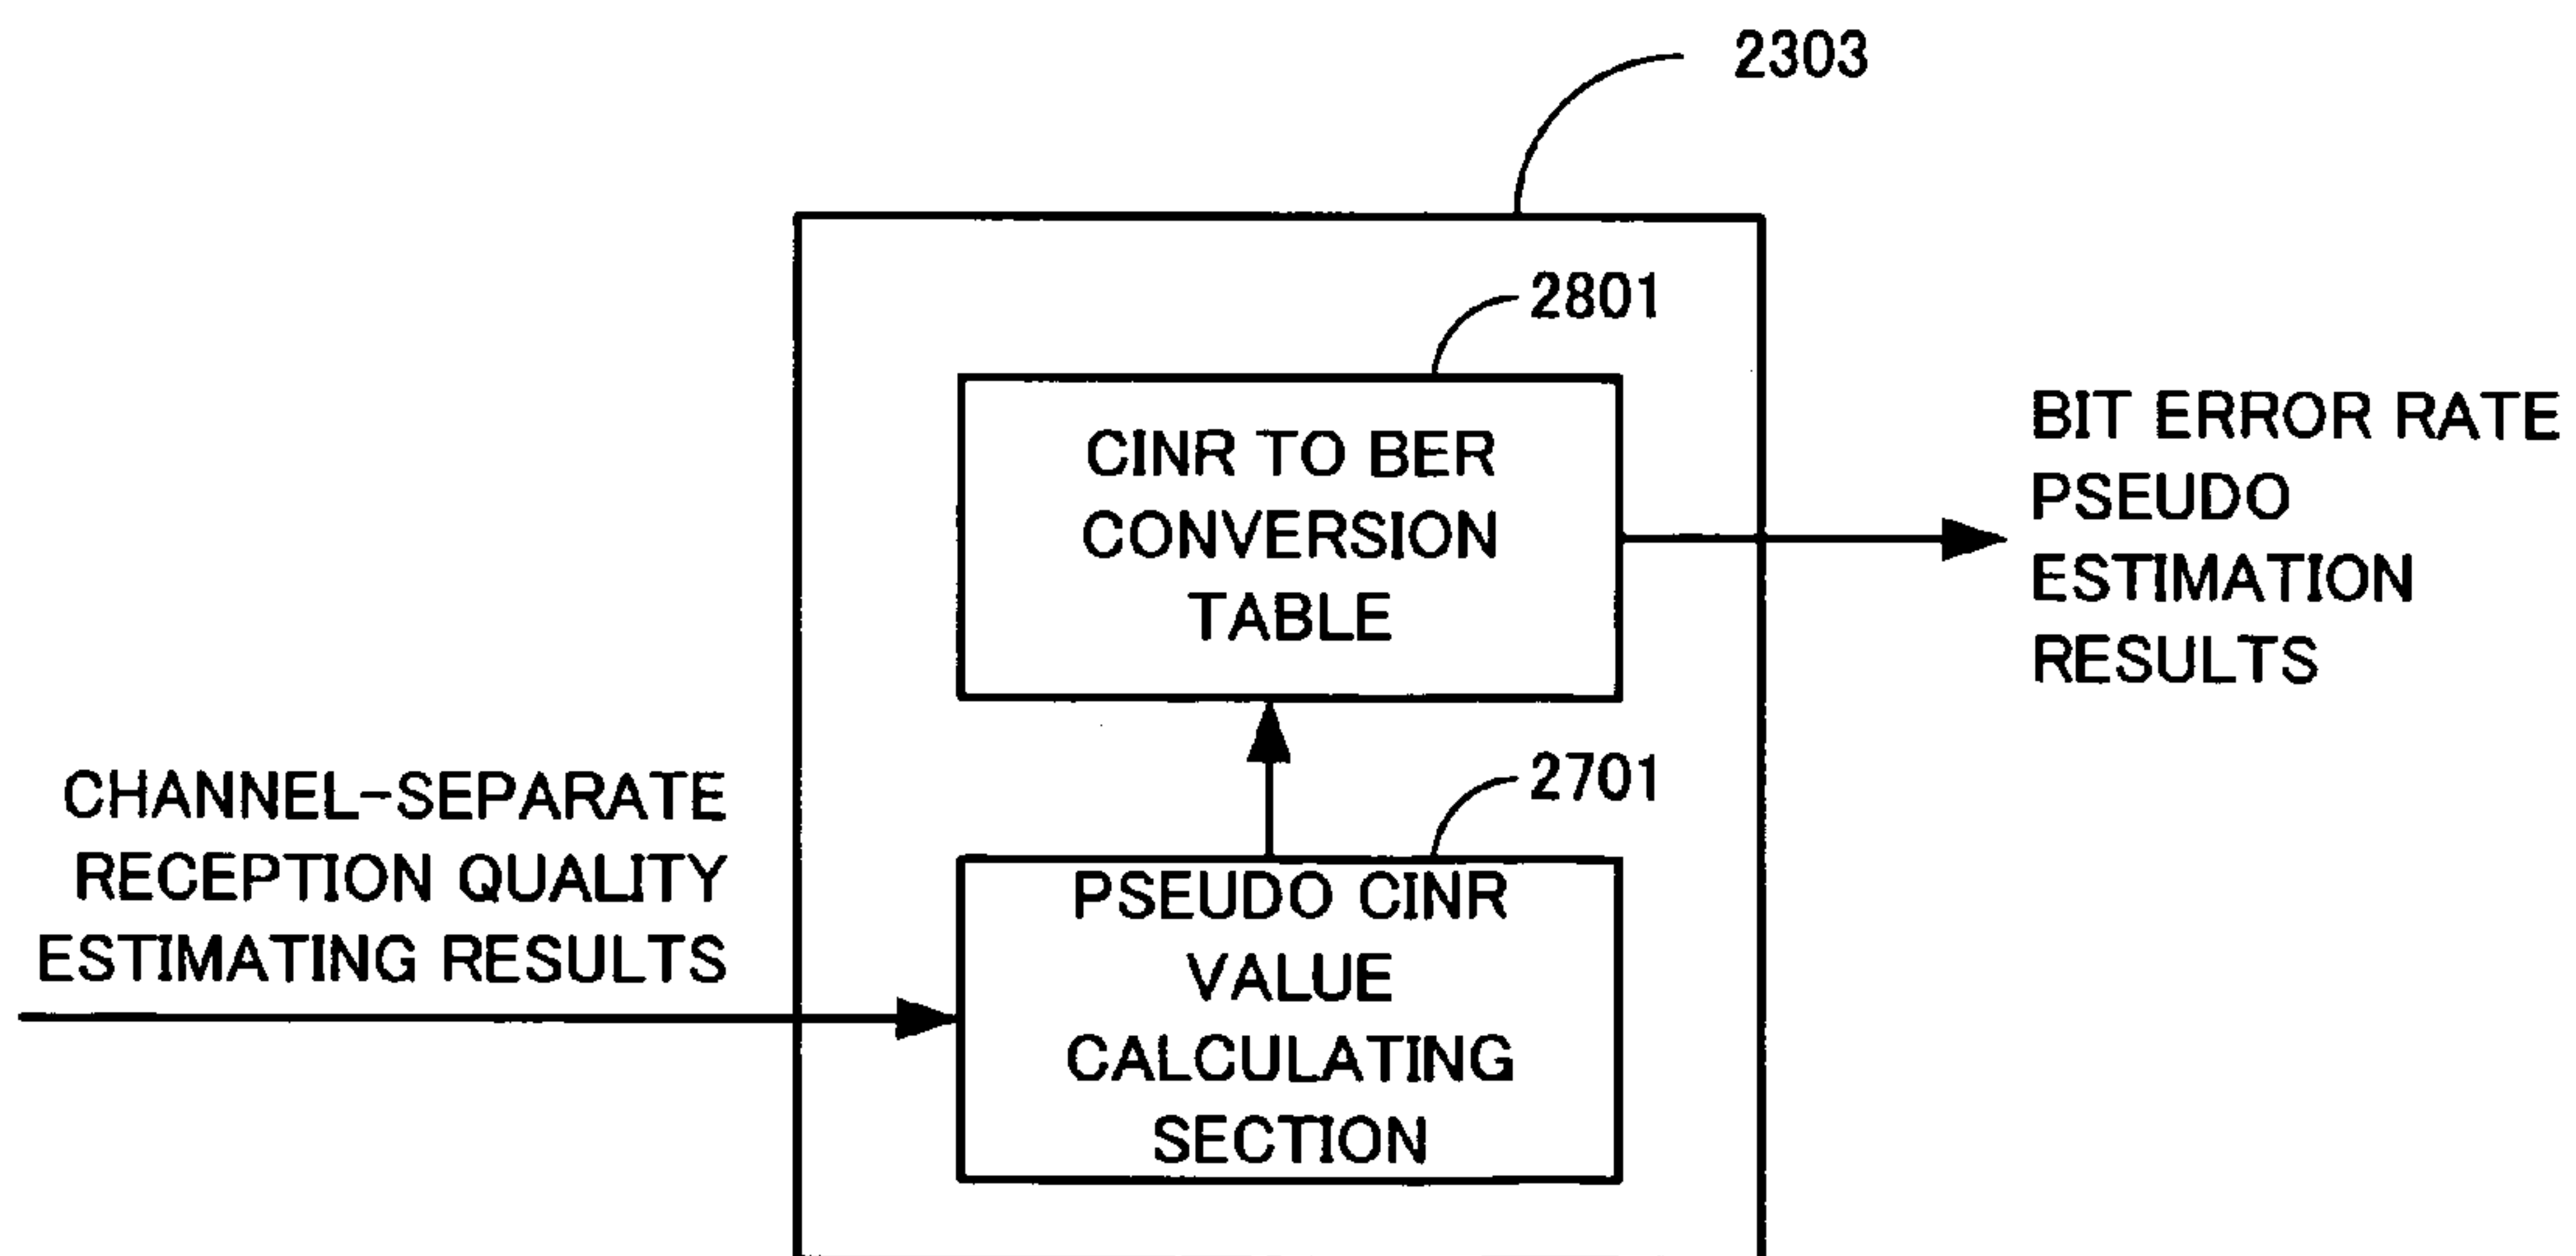 2303
2801
CINR TO BER
CONVERSION
TABLE
BIT ERROR RATE
PSEUDO
ESTIMATION
RESULTS
CHANNEL-SEPARATE
RECEPTION QUALITY
ESTIMATING RESULTS
2701
PSEUDO CINR
VALUE
CALCULATING
SECTION